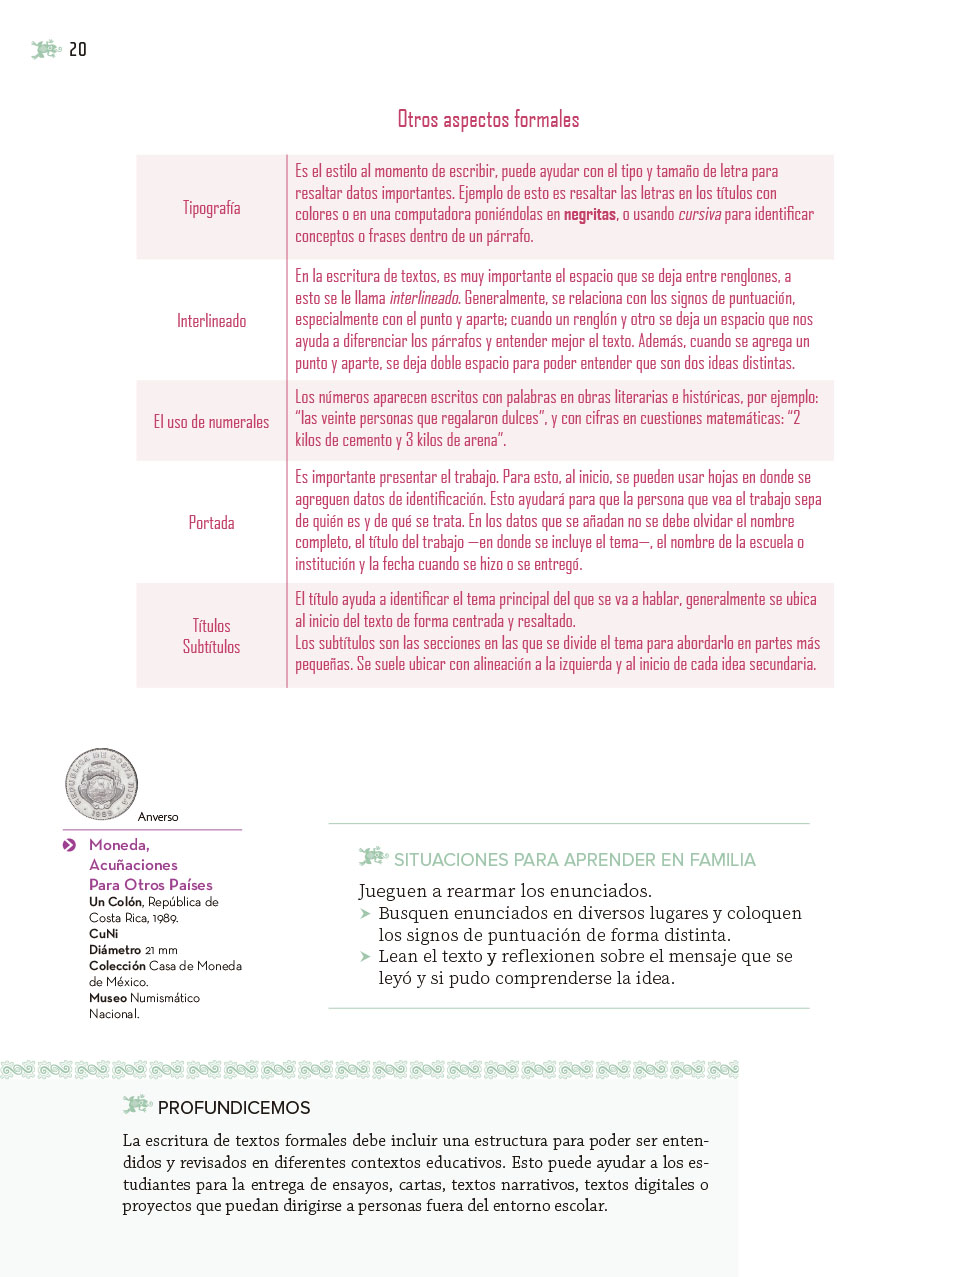 20
Otros aspectos formales
Tipografía
Es el estilo al momento de escribir, puede ayudar con el tipo y tamaño de letra para
resaltar datos importantes. Ejemplo de esto es resaltar las letras en los títulos con
colores o en una computadora poniéndolas en negritas, o usando cursiva para identificar
conceptos o frases dentro de un párrafo.
Interlineado
En la escritura de textos, es muy importante el espacio que se deja entre renglones, a
esto se le llama interlineado. Generalmente, se relaciona con los signos de puntuación,
especialmente con el punto y aparte; cuando un renglón y otro se deja un espacio que nos
ayuda a diferenciar los párrafos y entender mejor el texto. Además, cuando se agrega un
punto y aparte, se deja doble espacio para poder entender que son dos ideas distintas.
El uso de numerales
Los números aparecen escritos con palabras en obras literarias e históricas, por ejemplo:
“las veinte personas que regalaron dulces”, y con cifras en cuestiones matemáticas: “2
kilos de cemento y 3 kilos de arena”.
Portada
Es importante presentar el trabajo. Para esto, al inicio, se pueden usar hojas en donde se
agreguen datos de identificación. Esto ayudará para que la persona que vea el trabajo sepa
de quién es y de qué se trata. En los datos que se añadan no se debe olvidar el nombre
completo, el título del trabajo —en donde se incluye el tema—, el nombre de la escuela o
institución y la fecha cuando se hizo o se entregó.
Títulos
Subtítulos
El título ayuda a identificar el tema principal del que se va a hablar, generalmente se ubica
al inicio del texto de forma centrada y resaltado.
Los subtítulos son las secciones en las que se divide el tema para abordarlo en partes más
pequeñas. Se suele ubicar con alineación a la izquierda y al inicio de cada idea secundaria.
REPUBLICA DE COSTA RICA
1989
Anverso
Moneda,
Acuñaciones
Para Otros Países
Un Colón, República de
Costa Rica, 1989.
CuNi
Diámetro 21 mm
Colección Casa de Moneda
de México.
Museo Numismático
Nacional.
SITUACIONES PARA APRENDER EN FAMILIA
Jueguen a rearmar los enunciados.
➤ Busquen enunciados en diversos lugares y coloquen
los signos de puntuación de forma distinta.
➤ Lean el texto y reflexionen sobre el mensaje que se
leyó y si pudo comprenderse la idea.
PROFUNDICEMOS
La escritura de textos formales debe incluir una estructura para poder ser enten-
didos y revisados en diferentes contextos educativos. Esto puede ayudar a los es-
tudiantes para la entrega de ensayos, cartas, textos narrativos, textos digitales o
proyectos que puedan dirigirse a personas fuera del entorno escolar.